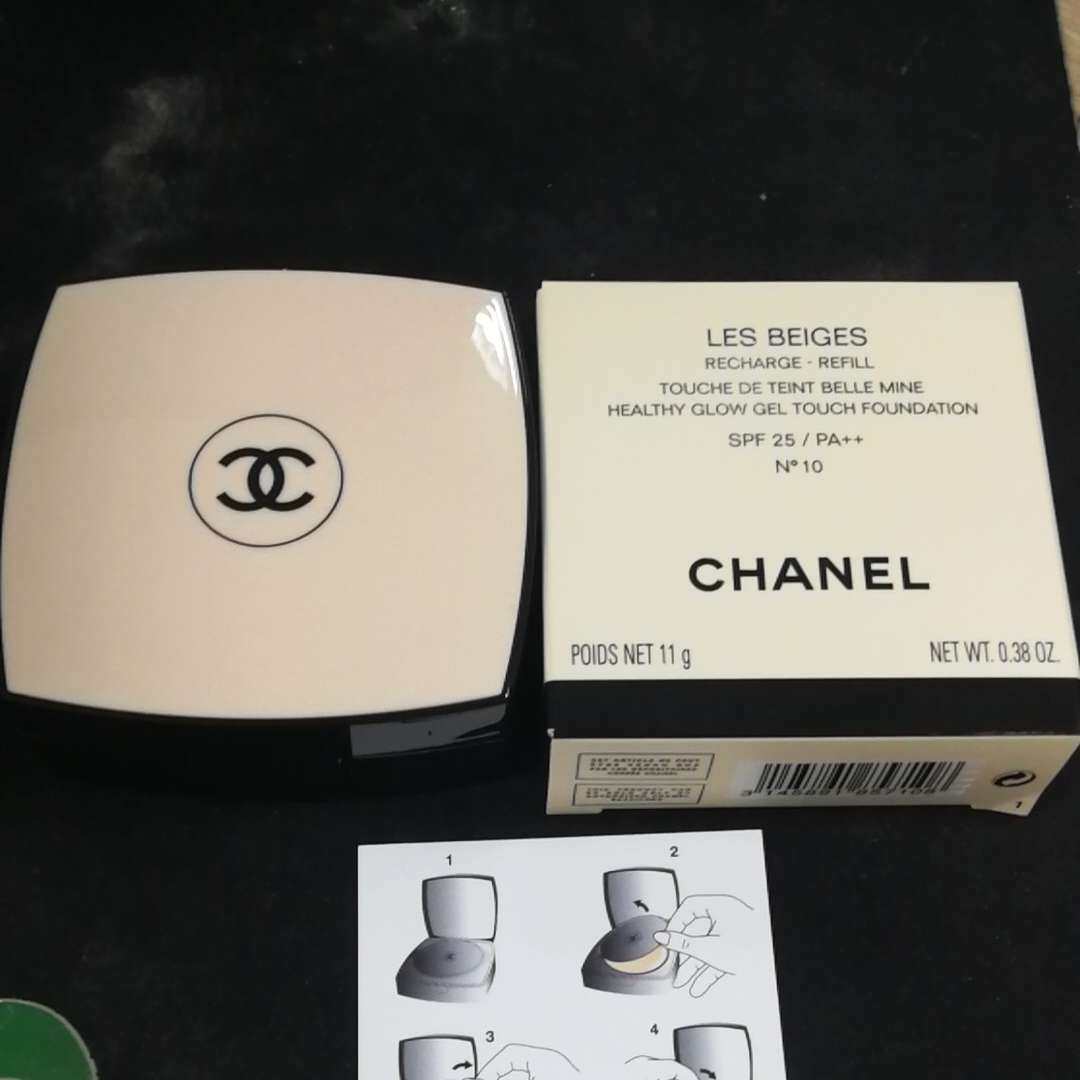 LES BEIGES
RECHARGE - REFILL
TOUCHE DE TEINT BELLE MINE
HEALTHY GLOW GEL TOUCH FOUNDATION
SPF 25 / PA++
N° 10
CHANEL
POIDS NET 11 g
NET WT. 0.38 OZ.
1
1
2
3
4